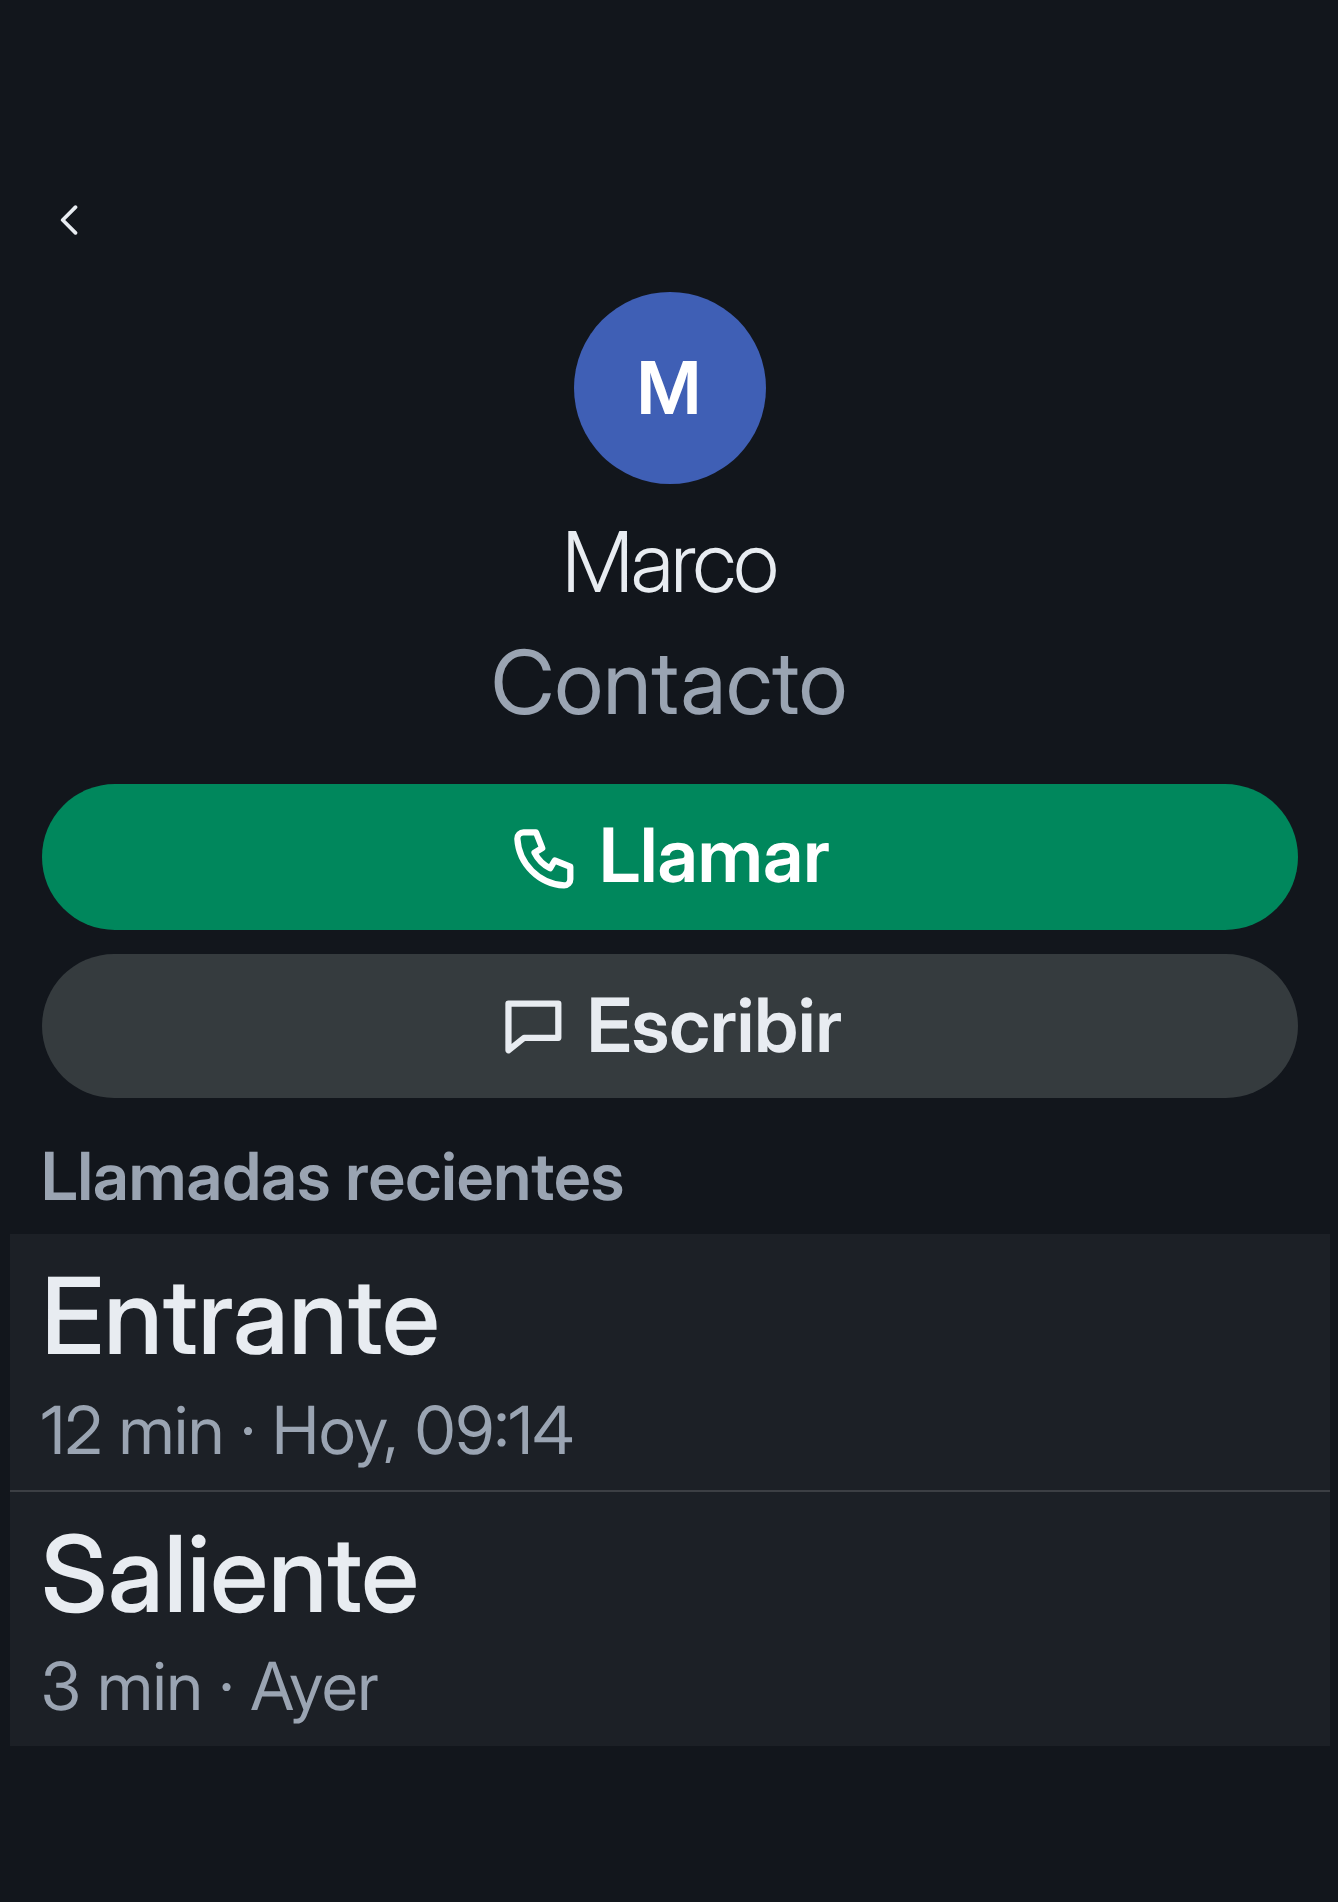 M
Marco
Contacto
Llamar
Escribir
Llamadas recientes
Entrante
12 min · Hoy, 09:14
Saliente
3 min · Ayer